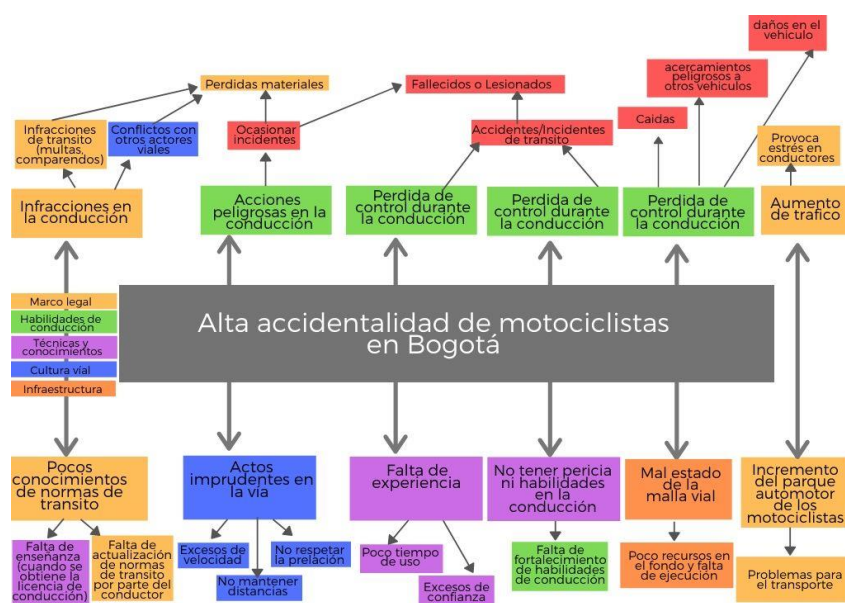 daños en el
vehiculo
acercamientos
peligrosos a
otros vehiculos
Perdidas materiales
Fallecidos o Lesionados
Caidas
Infracciones
de transito
(multas,
comparendos)
Conflictos con
otros actores
viales
Ocasionar
incidentes
Accidentes/Incidentes
de transito
Provoca
estrés en
conductores
Infracciones en
la conducción
Acciones
peligrosas en la
conducción
Perdida de
control durante
la conducción
Perdida de
control durante
la conducción
Perdida de
control durante
la conducción
Aumento
de trafico
Marco legal
Habilidades de
conducción
Técnicas y
conocimientos
Cultura víal
Infraestructura
Alta accidentalidad de motociclistas
en Bogotá
Pocos
conocimientos
de normas de
transito
Actos
imprudentes en
la vía
Falta de
experiencia
No tener pericia
ni habilidades
en la
conducción
Mal estado
de la
malla vial
Incremento
del parque
automotor
de los
motociclistas
Falta de
enseñanza
(cuando se
obtiene la
licencia de
conducción)
Falta de
actualización
de normas
de transito
por parte del
conductor
Excesos de
velocidad
No mantener
distancias
No respetar
la prelación
Poco tiempo
de uso
Excesos de
confianza
Falta de
fortalecimiento
de habilidades
de conducción
Poco recursos en
el fondo y falta
de ejecución
Problemas para
el transporte